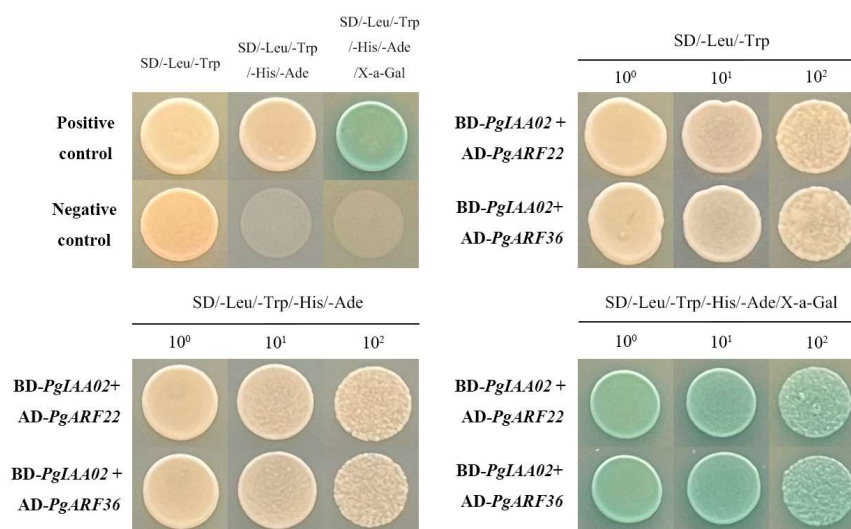 SD/-Leu/-Trp
SD/-Leu/-Trp
/-His/-Ade
SD/-Leu/-Trp
/-His/-Ade
/X-a-Gal
Positive
control
Negative
control
SD/-Leu/-Trp
10⁰ 10¹ 10²
BD-PgIAA02 +
AD-PgARF22
BD-PgIAA02+
AD-PgARF36
SD/-Leu/-Trp/-His/-Ade
10⁰ 10¹ 10²
BD-PgIAA02+
AD-PgARF22
BD-PgIAA02 +
AD-PgARF36
SD/-Leu/-Trp/-His/-Ade/X-a-Gal
10⁰ 10¹ 10²
BD-PgIAA02 +
AD-PgARF22
BD-PgIAA02+
AD-PgARF36